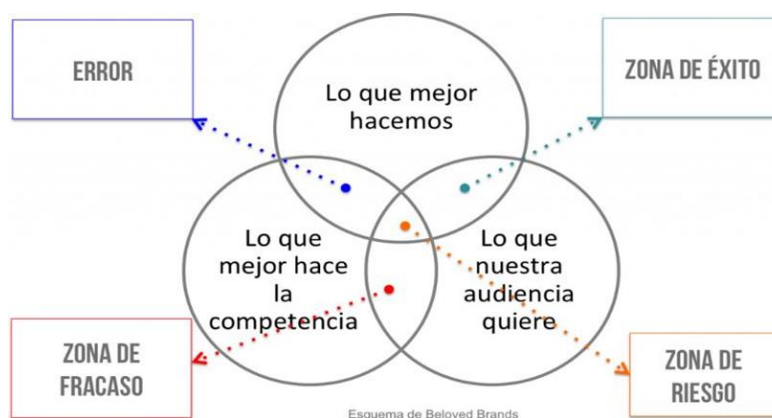 ERROR
ZONA DE ÉXITO
Lo que mejor
hacemos
Lo que
mejor hace
la
competencia
Lo que
nuestra
audiencia
quiere
ZONA DE
FRACASO
ZONA DE
RIESGO
Esquema de Beloved Brands